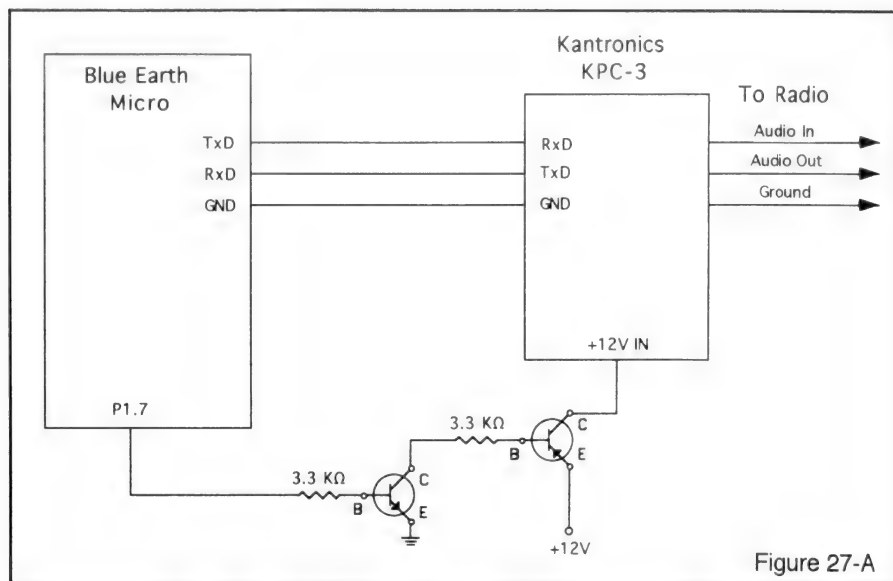 Kantronics
KPC-3
Blue Earth
Micro
To Radio
TxD
RxD
Audio In
RxD
TxD
Audio Out
GND
GND
Ground
+12V IN
P1.7
3.3 KΩ
B
C
E
3.3 KΩ
B
C
E
+12V
Figure 27-A